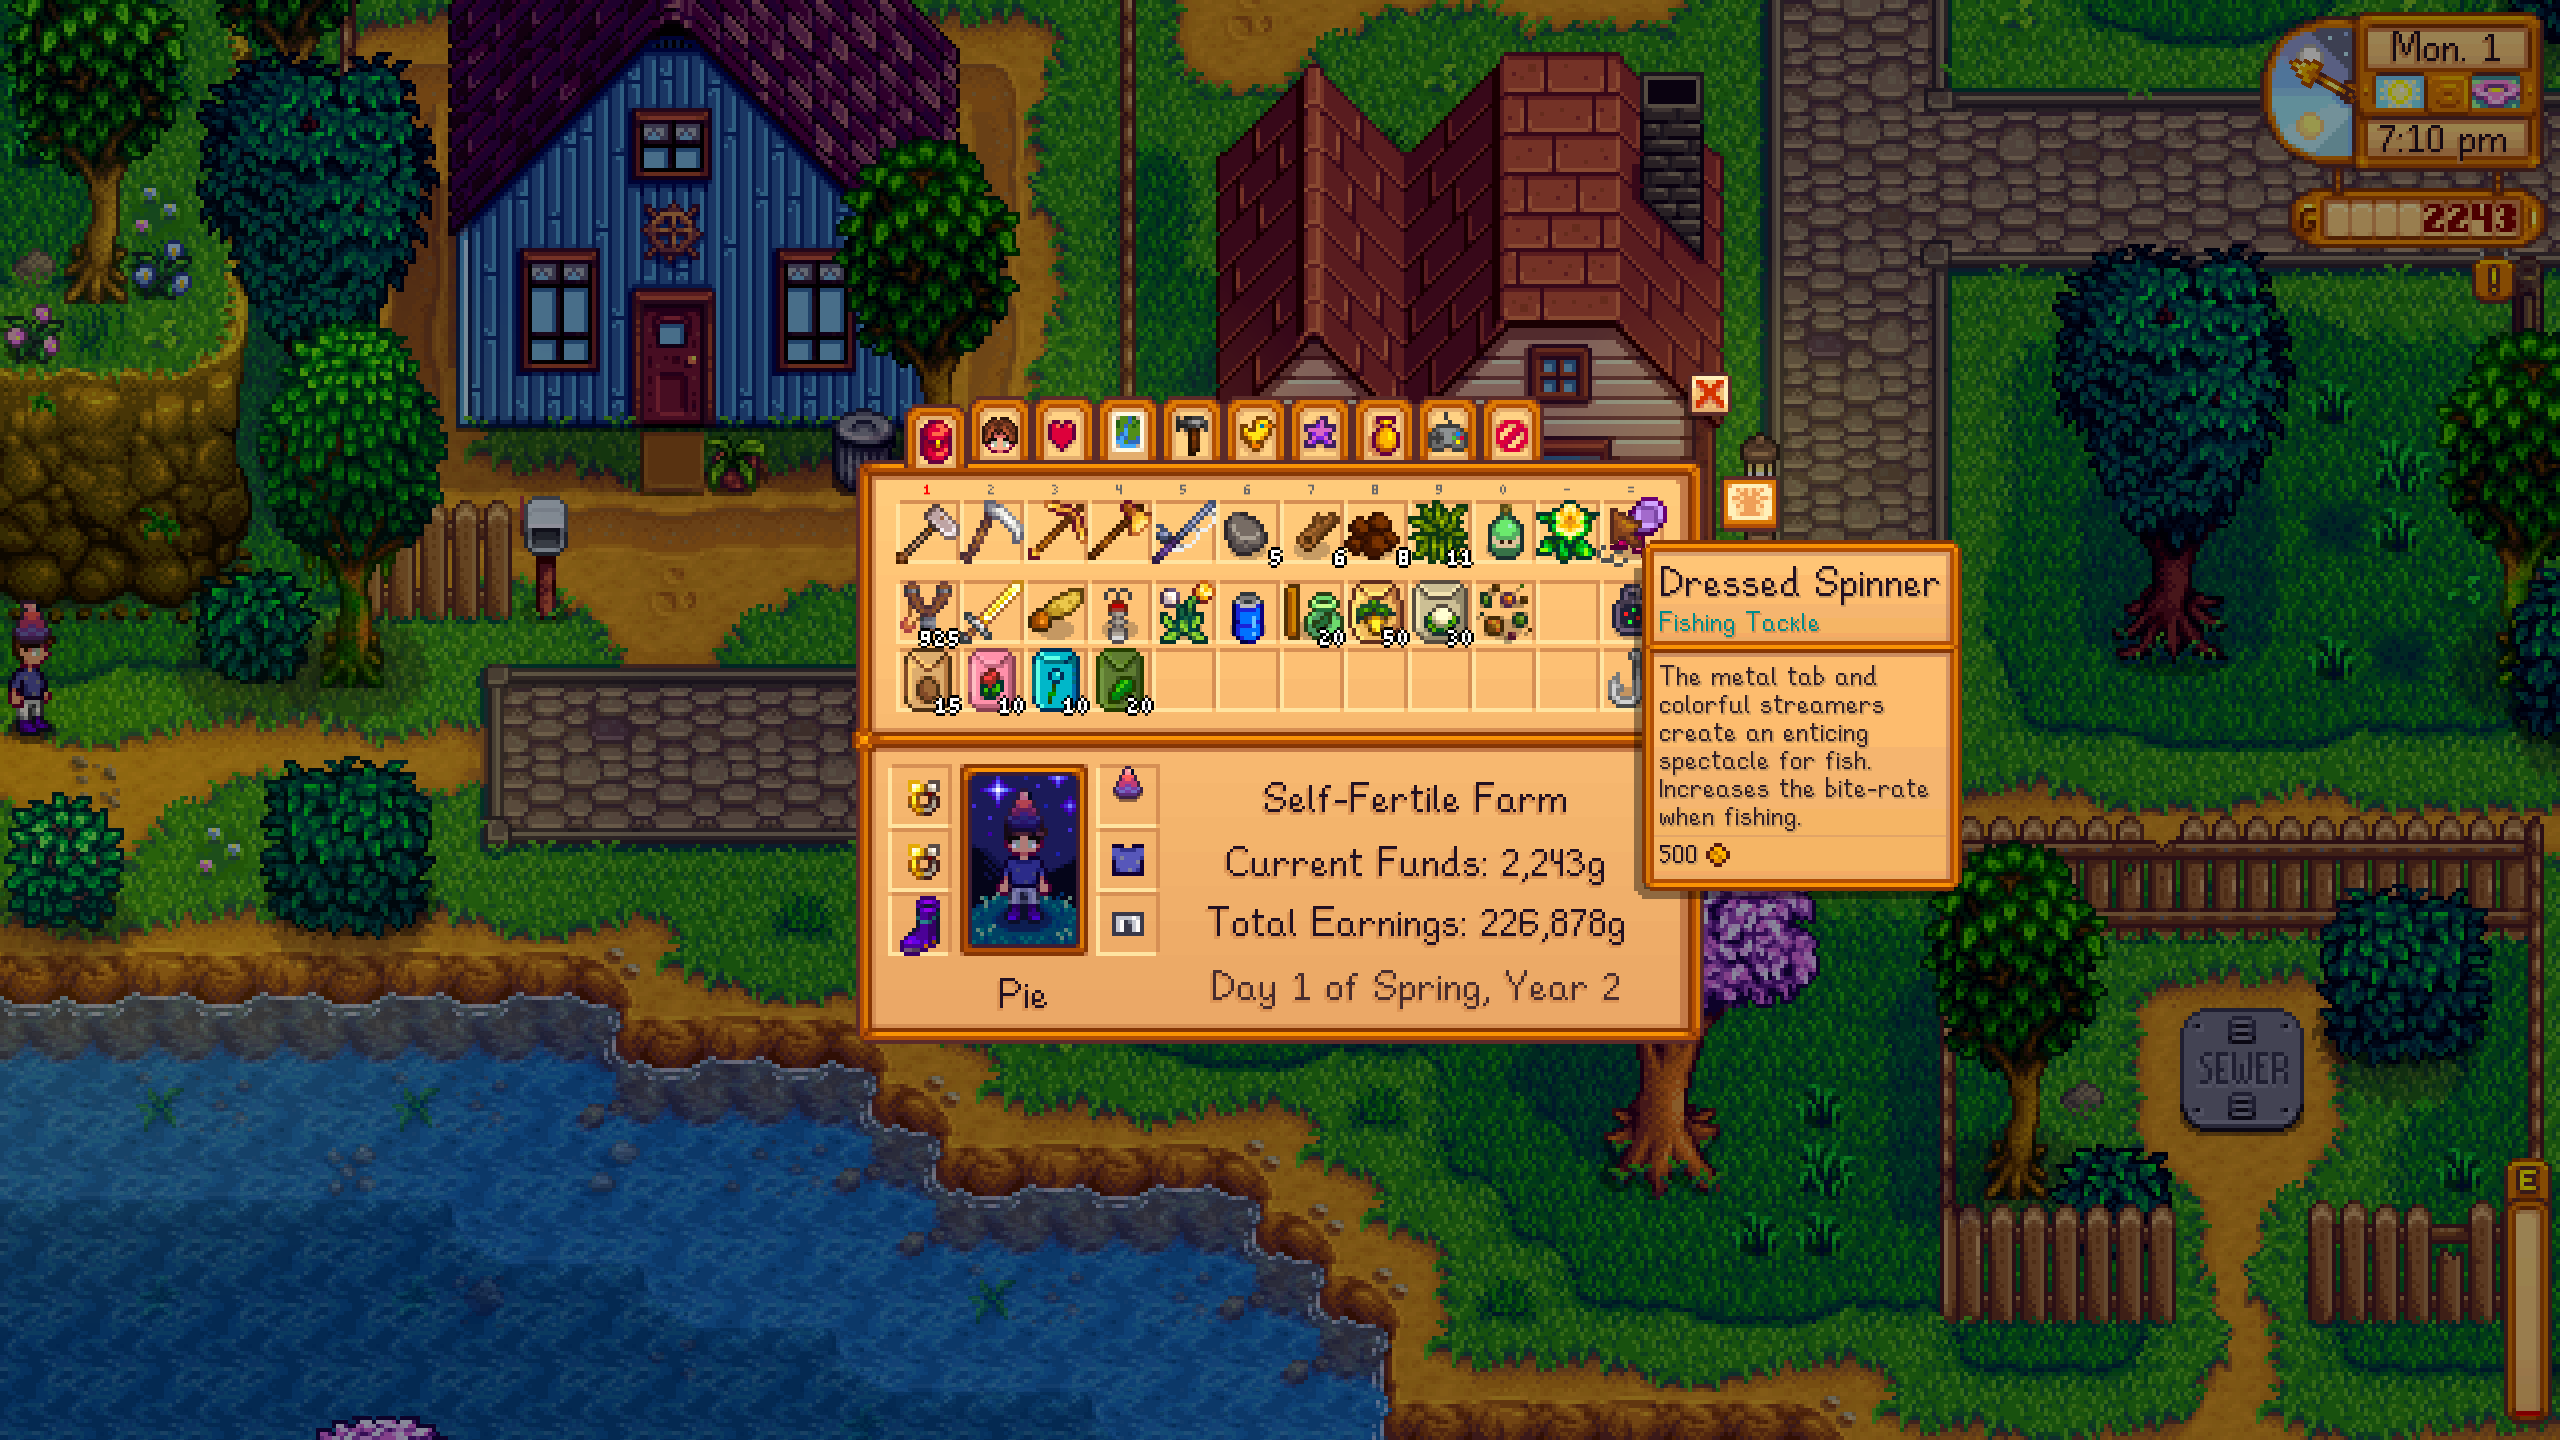 Mon. 1
7:10 pm
G 2243
!
1 2 3 4 5 6 7 8 9 0 - =
5 6 8 11
985 20 50 30
15 10 10 20
Dressed Spinner
Fishing Tackle
The metal tab and
colorful streamers
create an enticing
spectacle for fish.
Increases the bite-rate
when fishing.
500
Self-Fertile Farm
Current Funds: 2,243g
Total Earnings: 226,878g
Day 1 of Spring, Year 2
Pie
SEWER
E